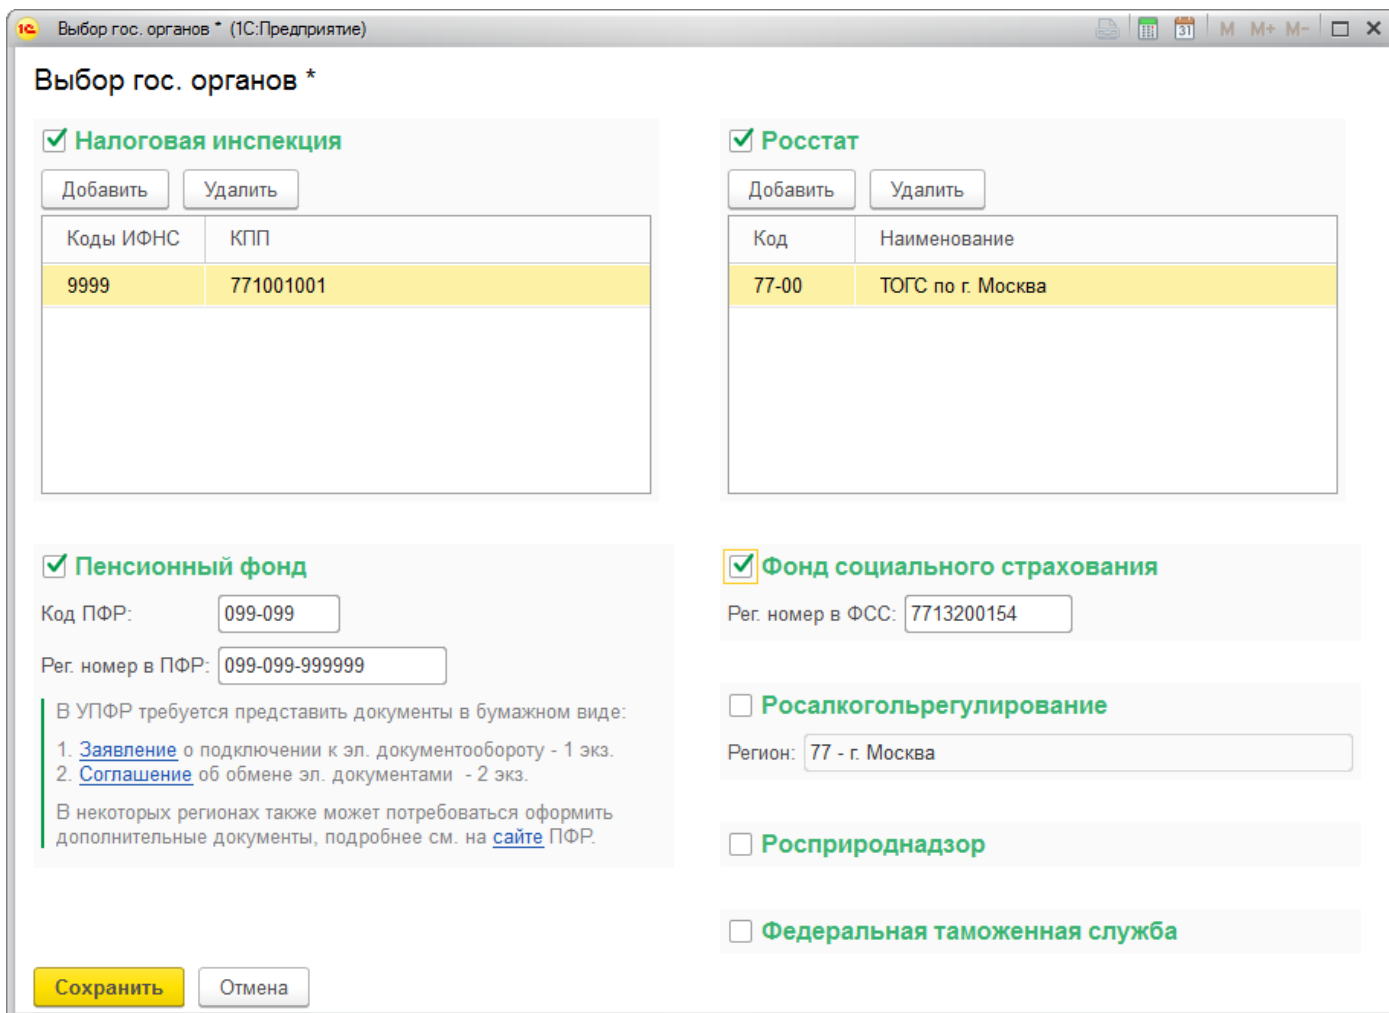 1С Выбор гос. органов * (1С:Предприятие) 31 M M+ M-
Выбор гос. органов *
Налоговая инспекция
Добавить Удалить
Коды ИФНС КПП
9999 771001001
Росстат
Добавить Удалить
Код Наименование
77-00 ТОГС по г. Москва
Пенсионный фонд
Код ПФР: 099-099
Рег. номер в ПФР: 099-099-999999
В УПФР требуется представить документы в бумажном виде:
1. Заявление о подключении к эл. документообороту - 1 экз.
2. Соглашение об обмене эл. документами - 2 экз.
В некоторых регионах также может потребоваться оформить
дополнительные документы, подробнее см. на сайте ПФР.
Фонд социального страхования
Рег. номер в ФСС: 7713200154
Росалкогольрегулирование
Регион: 77 - г. Москва
Росприроднадзор
Федеральная таможенная служба
Сохранить Отмена